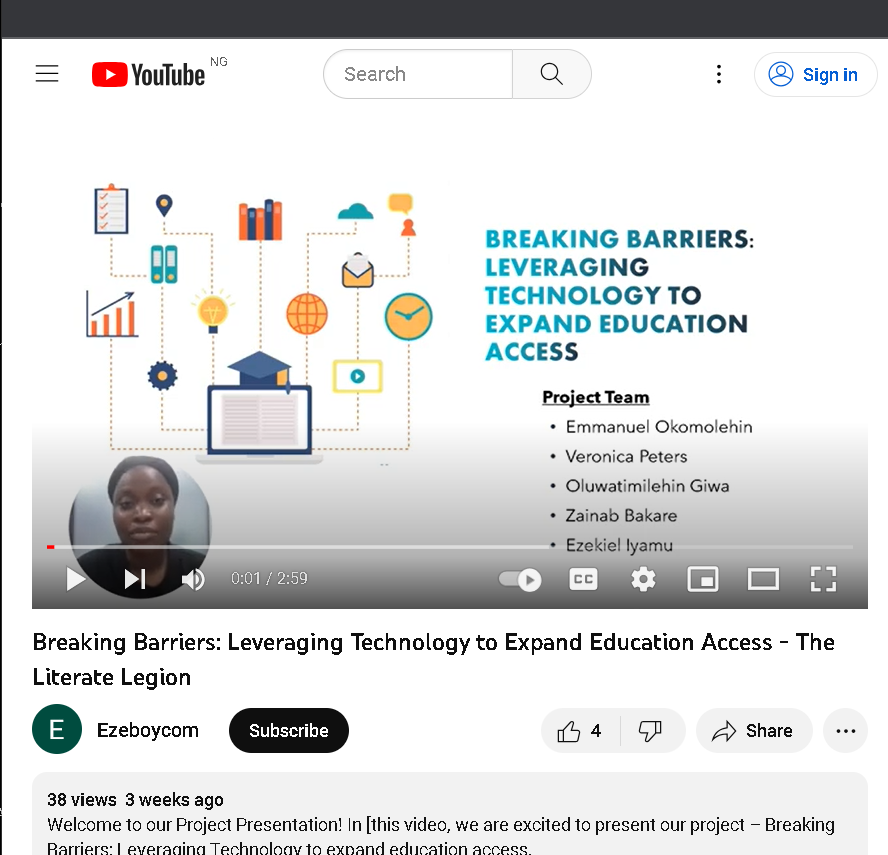 YouTube NG
Search
Sign in
BREAKING BARRIERS:
LEVERAGING
TECHNOLOGY TO
EXPAND EDUCATION
ACCESS
Project Team
• Emmanuel Okomolehin
• Veronica Peters
• Oluwatimilehin Giwa
• Zainab Bakare
• Ezekiel Iyamu
0:01 / 2:59
CC
Breaking Barriers: Leveraging Technology to Expand Education Access - The
Literate Legion
E
Ezeboycom
Subscribe
4
Share
38 views 3 weeks ago
Welcome to our Project Presentation! In [this video, we are excited to present our project – Breaking
Barriers: Leveraging Technology to expand education access.